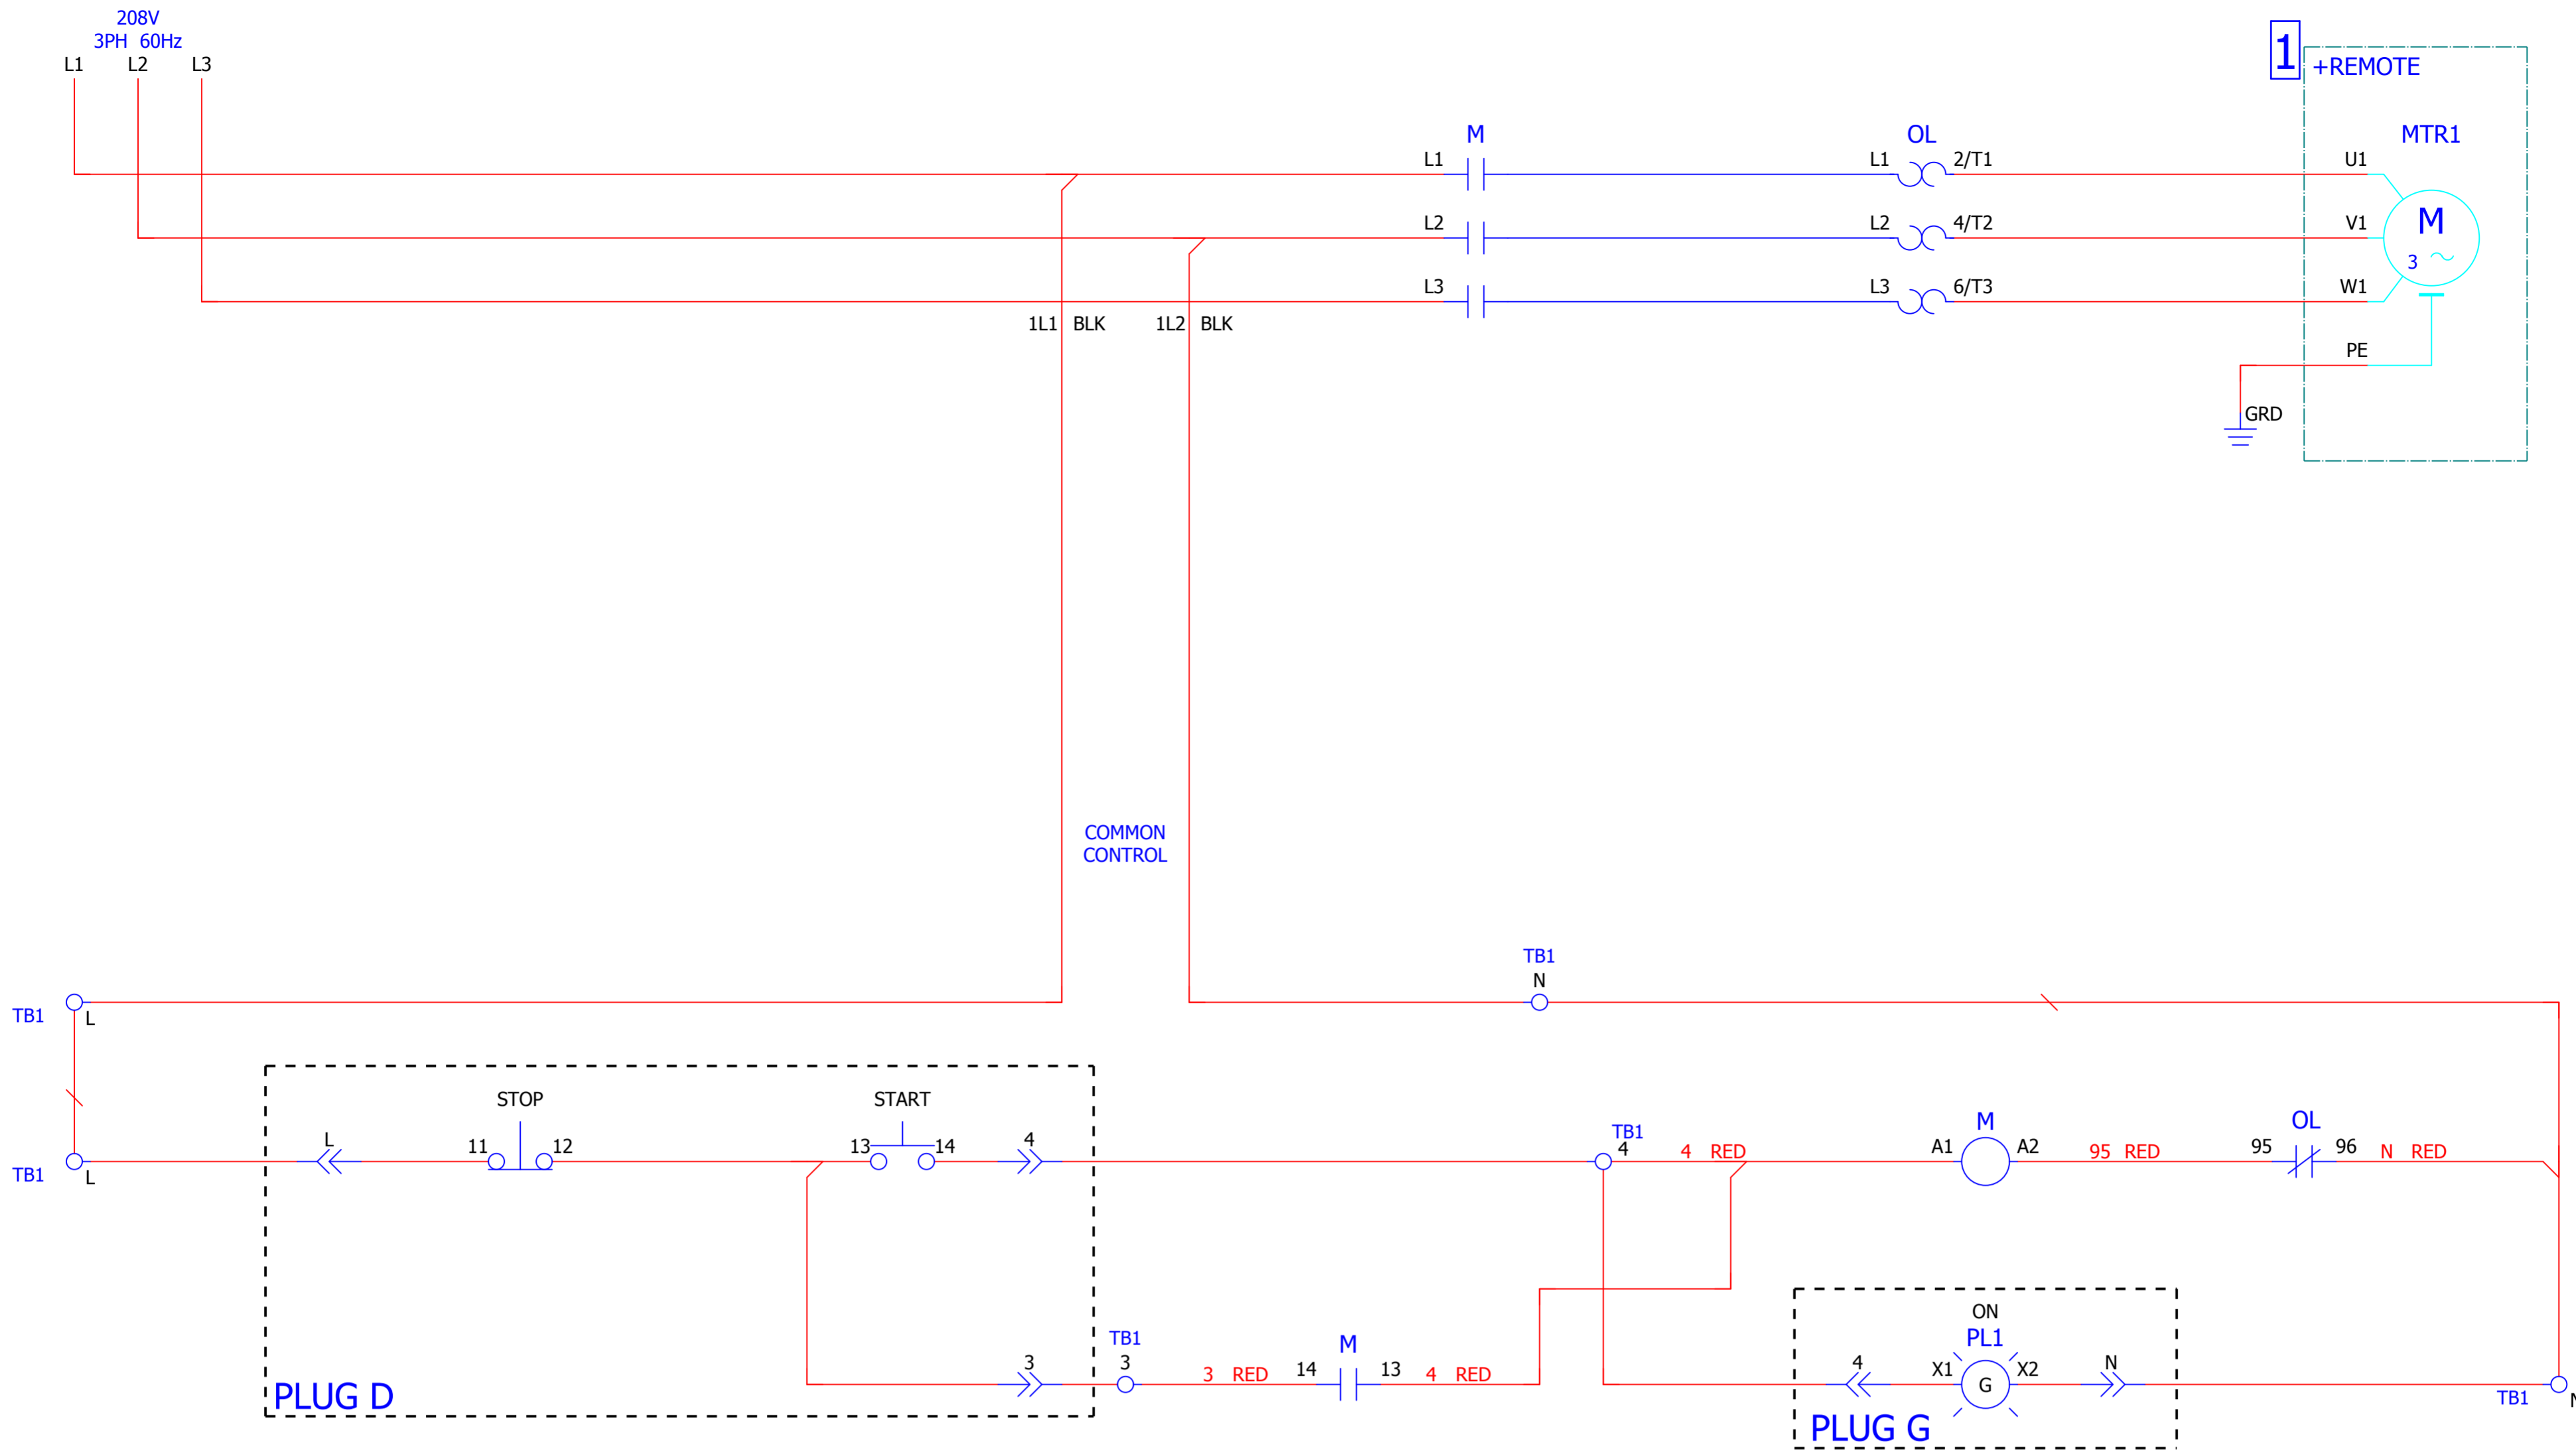 208V
3PH 60Hz
L1 L2 L3
1
+REMOTE
M OL MTR1
L1 L1 2/T1 U1
L2 L2 4/T2 V1
M
3
L3 L3 6/T3 W1
1L1 BLK 1L2 BLK
PE
GRD
COMMON
CONTROL
TB1
N
TB1 L
STOP START
L 11 12 13 14 4
TB1 L
TB1
4
4 RED
M
A1 A2
95 RED
OL
95 96
N RED
TB1
3 3
3 RED
M
14 13
4 RED
PLUG D
ON
PL1
4 X1 G X2 N
PLUG G
TB1